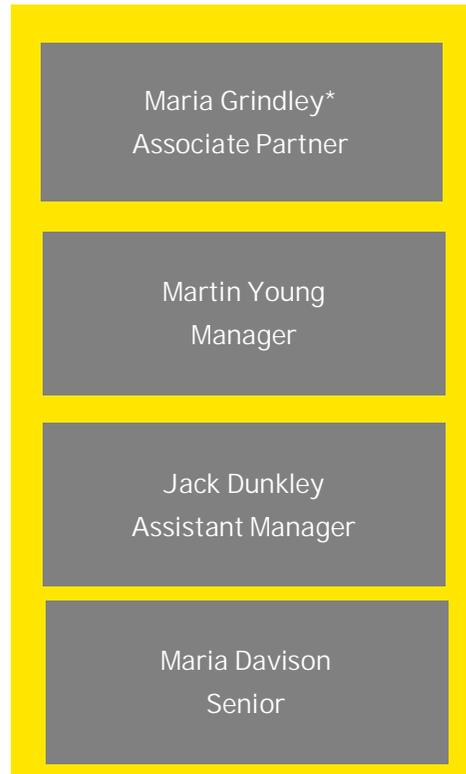 Maria Grindley*
Associate Partner
Martin Young
Manager
Jack Dunkley
Assistant Manager
Maria Davison
Senior